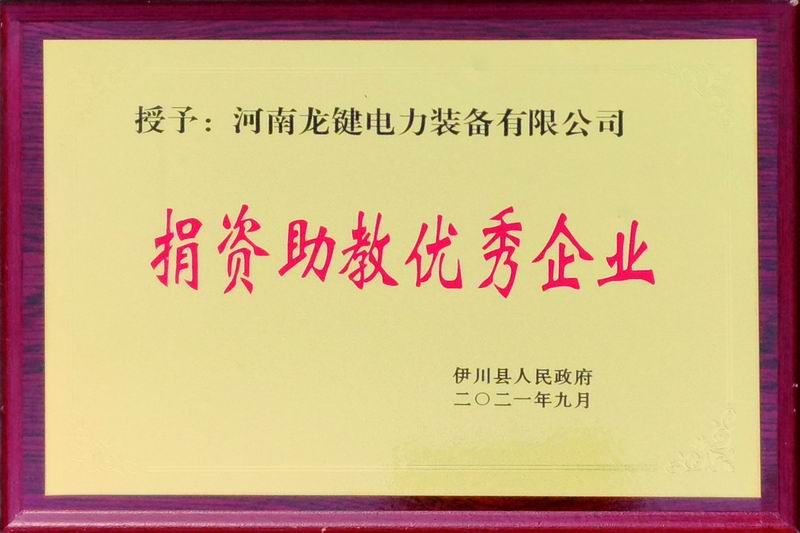 授予：河南龙键电力装备有限公司
捐资助教优秀企业
伊川县人民政府
二〇二一年九月